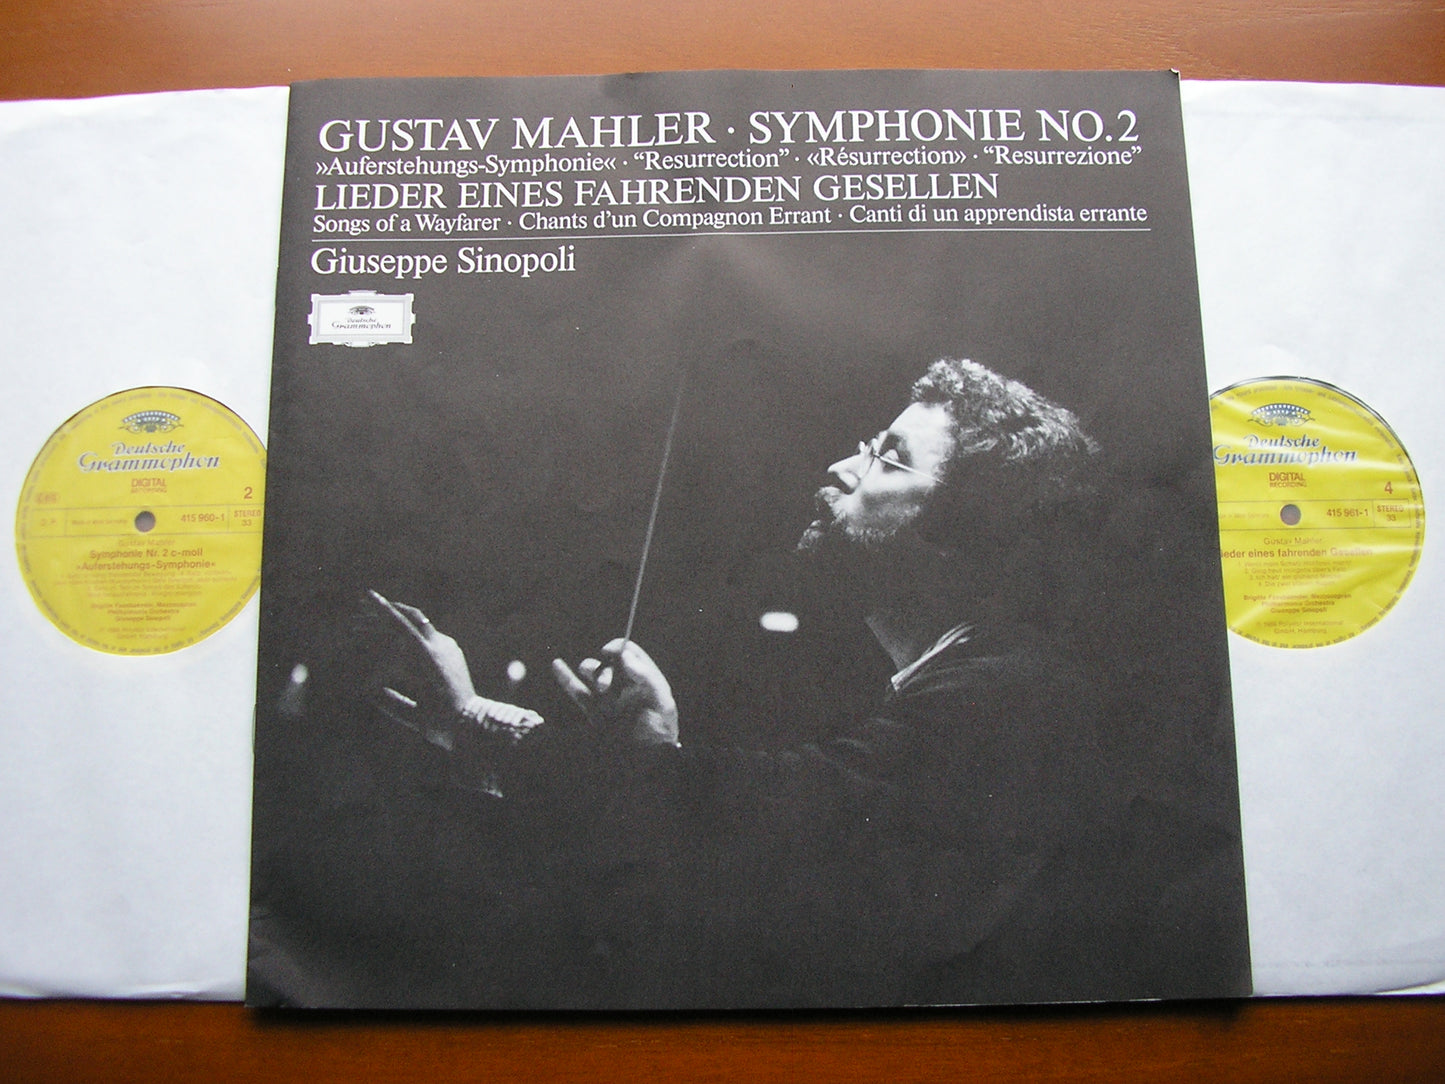 GUSTAV MAHLER · SYMPHONIE NO. 2
»Auferstehungs-Symphonie« · “Resurrection” · «Résurrection» · “Resurrezione”
LIEDER EINES FAHRENDEN GESELLEN
Songs of a Wayfarer · Chants d'un Compagnon Errant · Canti di un apprendista errante
Giuseppe Sinopoli
Deutsche
Grammophon
Deutsche
Grammophon
DIGITAL
RECORDING
2
415 960-1
STEREO
33
Gustav Mahler
Symphonie Nr. 2 c-moll
»Auferstehungs-Symphonie«
Brigitte Fassbaender, Mezzosopran
Philharmonia Orchestra
Giuseppe Sinopoli
Deutsche
Grammophon
DIGITAL
RECORDING
4
415 961-1
STEREO
33
Gustav Mahler
Lieder eines fahrenden Gesellen
Brigitte Fassbaender, Mezzosopran
Philharmonia Orchestra
Giuseppe Sinopoli